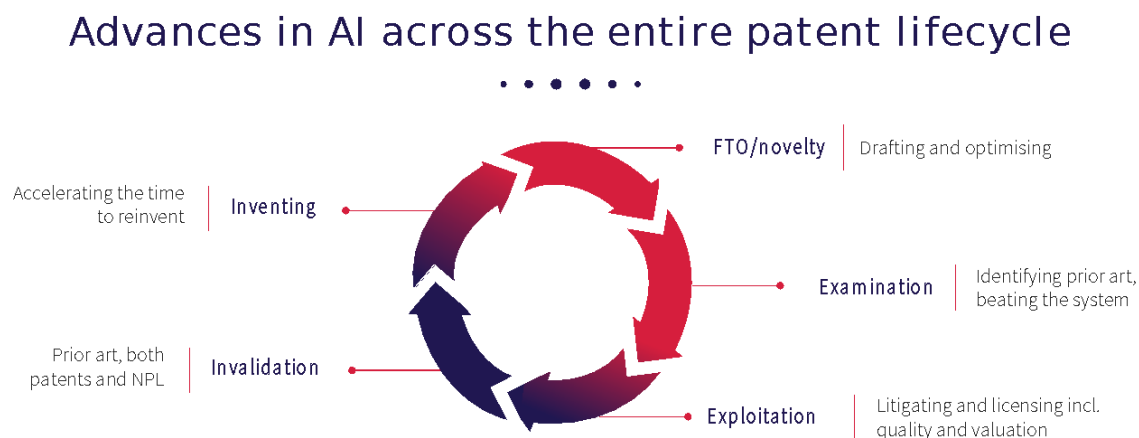 Advances in AI across the entire patent lifecycle
FTO/novelty
Drafting and optimising
Accelerating the time
to reinvent
Inventing
Examination
Identifying prior art,
beating the system
Prior art, both
patents and NPL
Invalidation
Exploitation
Litigating and licensing incl.
quality and valuation